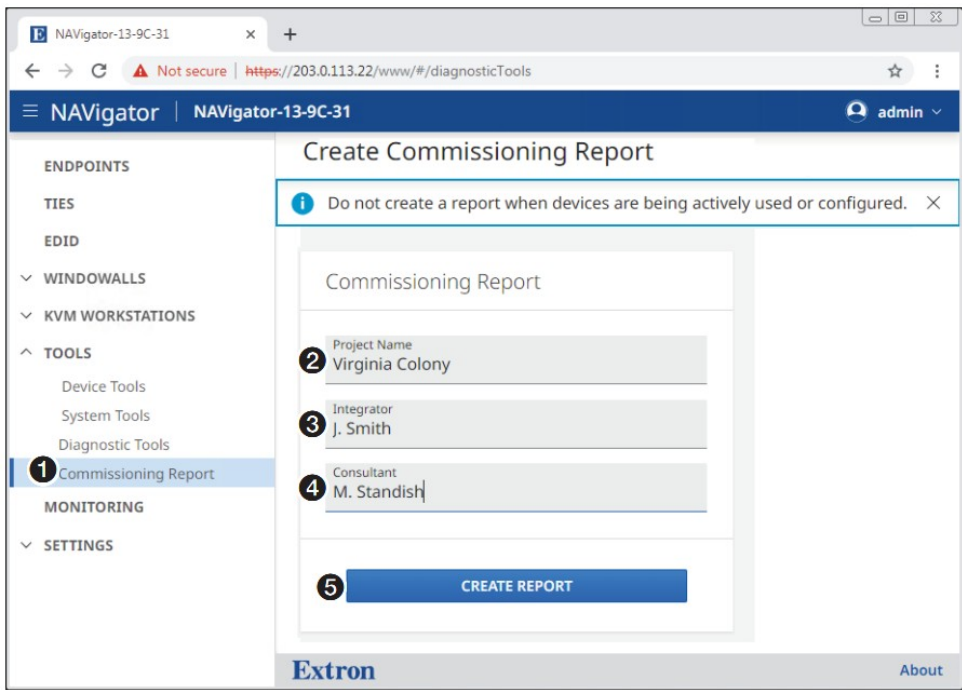 E NAVigator-13-9C-31
Not secure | https://203.0.113.22/www/#/diagnosticTools
NAVigator | NAVigator-13-9C-31
admin
ENDPOINTS
TIES
EDID
WINDOWALLS
KVM WORKSTATIONS
TOOLS
Device Tools
System Tools
Diagnostic Tools
1 Commissioning Report
MONITORING
SETTINGS
Create Commissioning Report
i Do not create a report when devices are being actively used or configured.
Commissioning Report
Project Name
2 Virginia Colony
Integrator
3 J. Smith
Consultant
4 M. Standish
5 CREATE REPORT
Extron
About